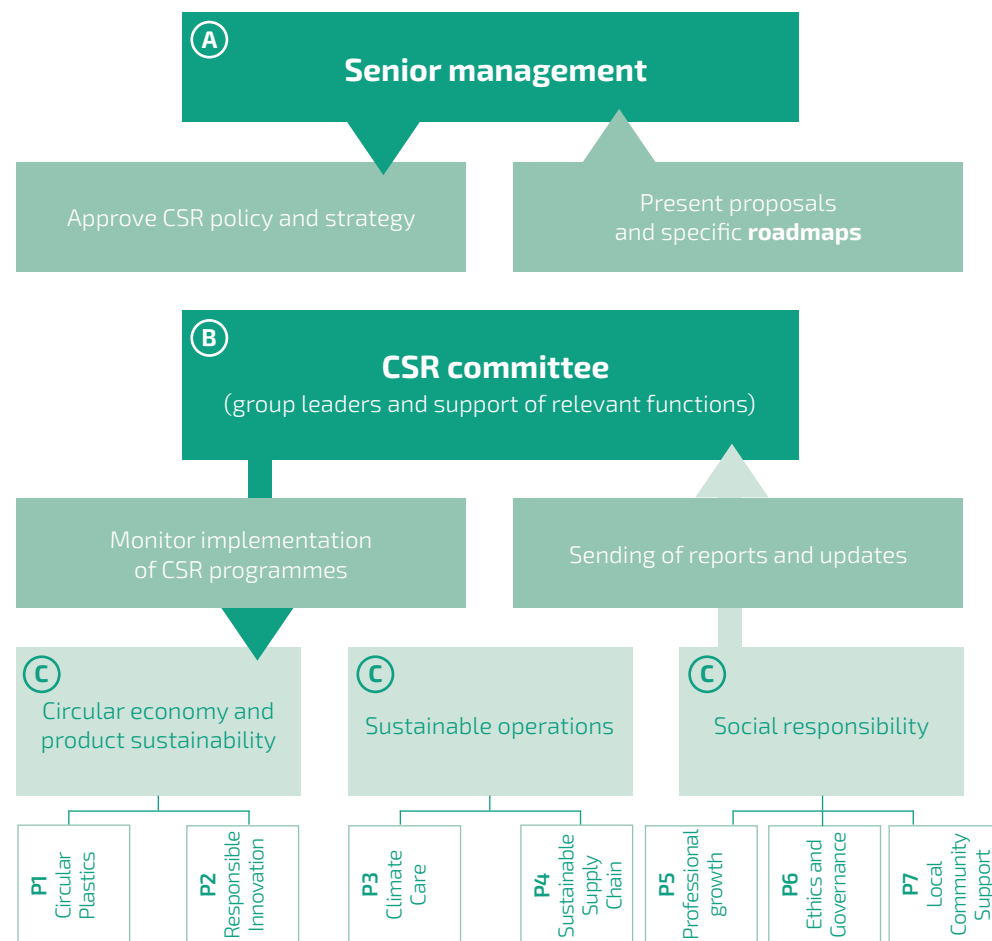 A
Senior management
Approve CSR policy and strategy
Present proposals
and specific roadmaps
B
CSR committee
(group leaders and support of relevant functions)
Monitor implementation
of CSR programmes
Sending of reports and updates
C
Circular economy and
product sustainability
C
Sustainable operations
C
Social responsibility
P1
Circular
Plastics
P2
Responsible
Innovation
P3
Climate
Care
P4
Sustainable
Supply
Chain
P5
Professional
growth
P6
Ethics and
Governance
P7
Local
Community
Support